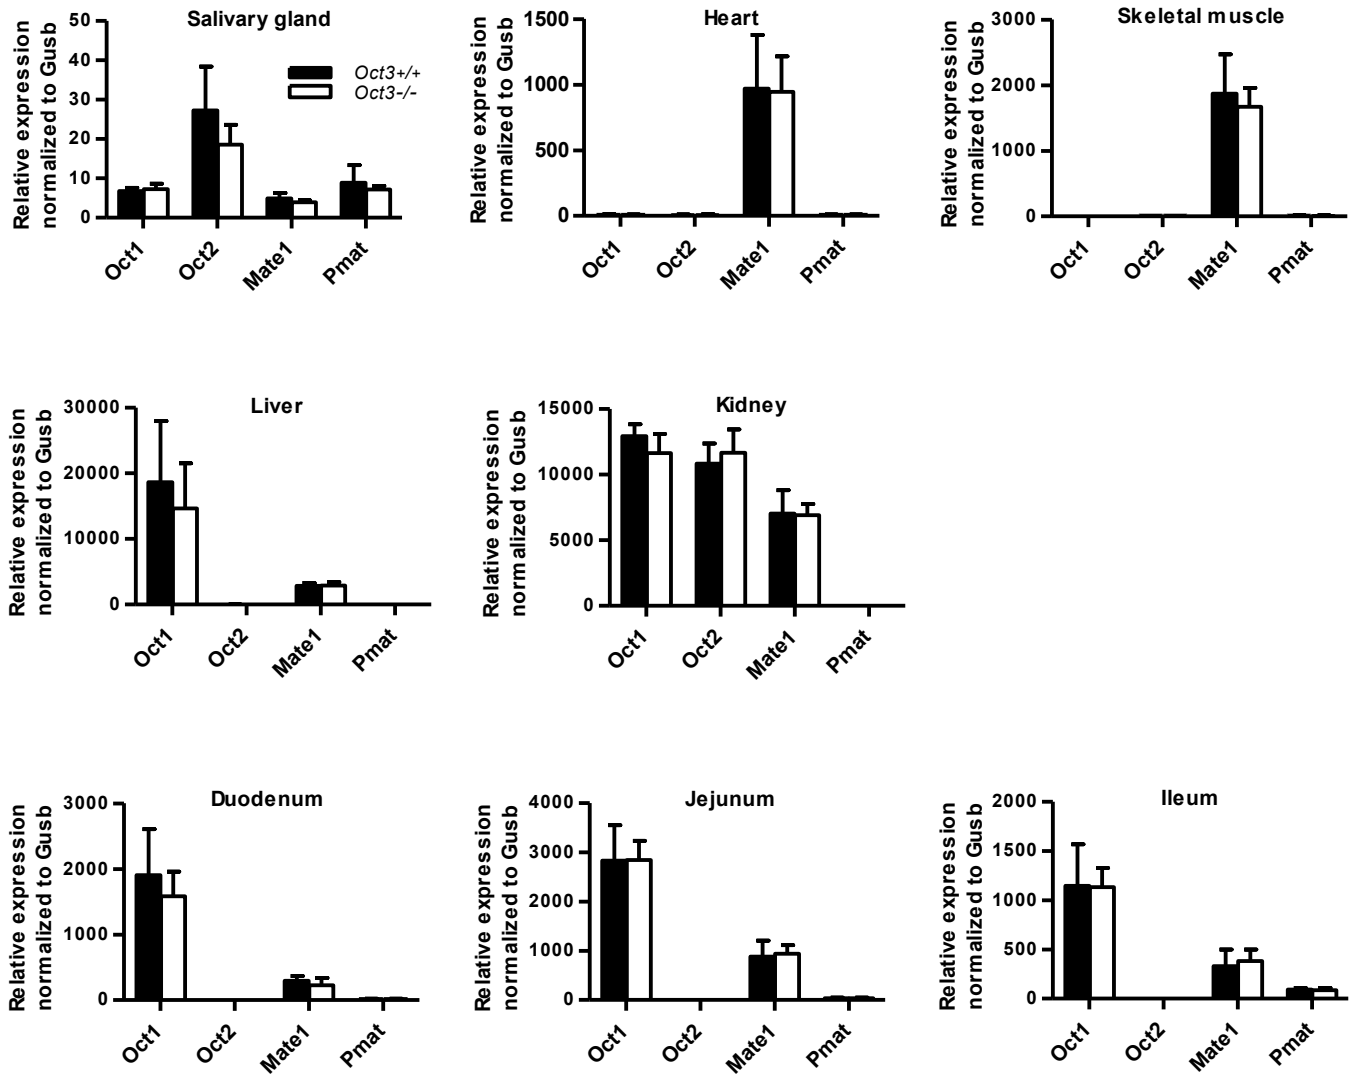 Salivary gland
Relative expression
normalized to Gusb
50
40
30
20
10
0
Oct3+/+
Oct3-/-
Oct1
Oct2
Mate1
Pmat
Heart
Relative expression
normalized to Gusb
1500
1000
500
0
Oct1
Oct2
Mate1
Pmat
Skeletal muscle
Relative expression
normalized to Gusb
3000
2000
1000
0
Oct1
Oct2
Mate1
Pmat
Liver
Relative expression
normalized to Gusb
30000
20000
10000
0
Oct1
Oct2
Mate1
Pmat
Kidney
Relative expression
normalized to Gusb
15000
10000
5000
0
Oct1
Oct2
Mate1
Pmat
Duodenum
Relative expression
normalized to Gusb
3000
2000
1000
0
Oct1
Oct2
Mate1
Pmat
Jejunum
Relative expression
normalized to Gusb
4000
3000
2000
1000
0
Oct1
Oct2
Mate1
Pmat
Ileum
Relative expression
normalized to Gusb
2000
1500
1000
500
0
Oct1
Oct2
Mate1
Pmat